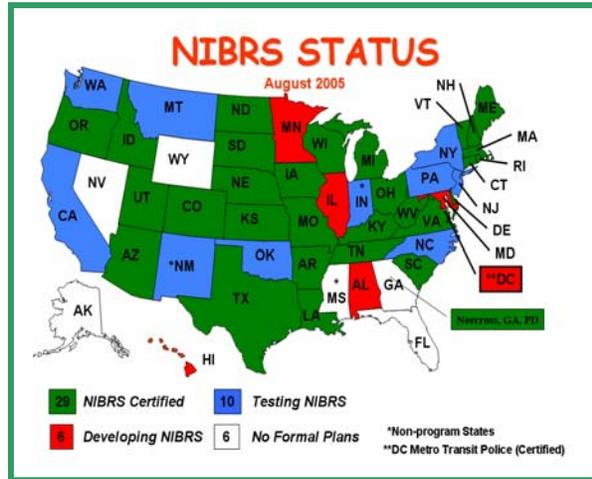 NIBRS STATUS
August 2005
WA
MT
ND
MN
OR
ID
WY
SD
WI
MI
NH
VT
ME
MA
RI
CT
NY
PA
NJ
DE
MD
**DC
NV
UT
CO
NE
IA
IL
*
IN
OH
WV
VA
KY
KS
MO
CA
AZ
*NM
OK
TX
AR
LA
TN
NC
SC
*
MS
AL
GA
FL
AK
HI
Norcross, GA, PD
29 NIBRS Certified
10 Testing NIBRS
6 Developing NIBRS
6 No Formal Plans
*Non-program States
**DC Metro Transit Police (Certified)